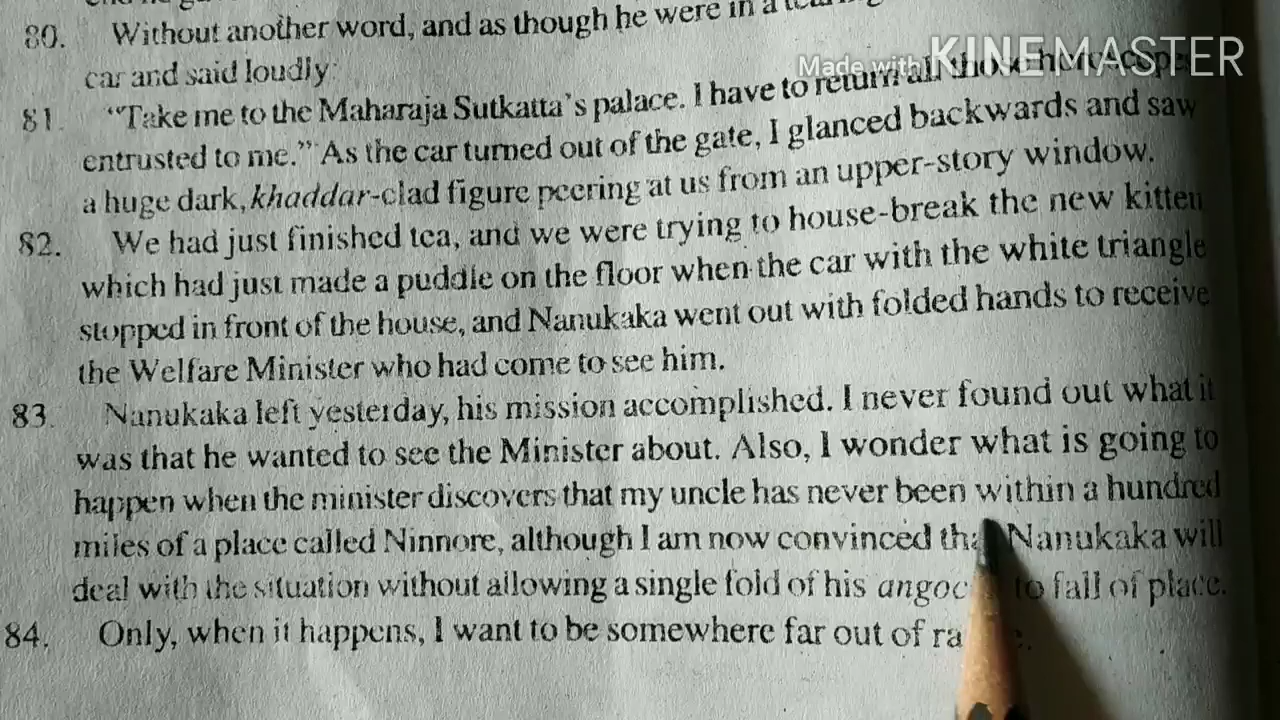 80. Without another word, and as though he were in a
car and said loudly:
Made with KINEMASTER
81. "Take me to the Maharaja Sutkatta's palace. I have to return all those horoscopes
entrusted to me." As the car turned out of the gate, I glanced backwards and saw
a huge dark, khaddar-clad figure peering at us from an upper-story window.
82. We had just finished tea, and we were trying to house-break the new kitten
which had just made a puddle on the floor when the car with the white triangle
stopped in front of the house, and Nanukaka went out with folded hands to receive
the Welfare Minister who had come to see him.
83. Nanukaka left yesterday, his mission accomplished. I never found out what it
was that he wanted to see the Minister about. Also, I wonder what is going to
happen when the minister discovers that my uncle has never been within a hundred
miles of a place called Ninnore, although I am now convinced Nanukaka will
deal with the situation without allowing a single fold of his to fall of place.
84. Only, when it happens, I want to be somewhere far out of